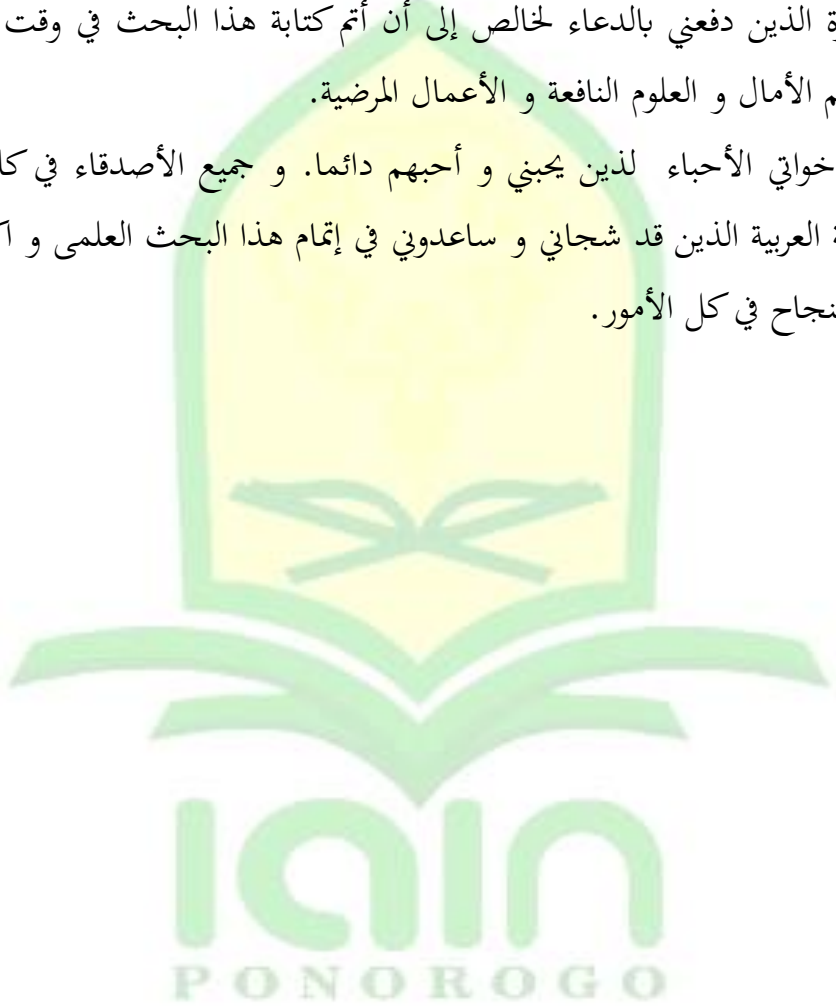 الذين دفعني بالدعاء لخالص إلى أن أتم كتابة هذا البحث في وقت
الأمال و العلوم النافعة و الأعمال المرضية.
خواتي الأحباء لذين يحبني و أحبهم دائما. و جميع الأصدقاء في
العربية الذين قد شجاني و ساعدوني في إتمام هذا البحث العلمى و
نجاح في كل الأمور.
IAIN
PONOROGO